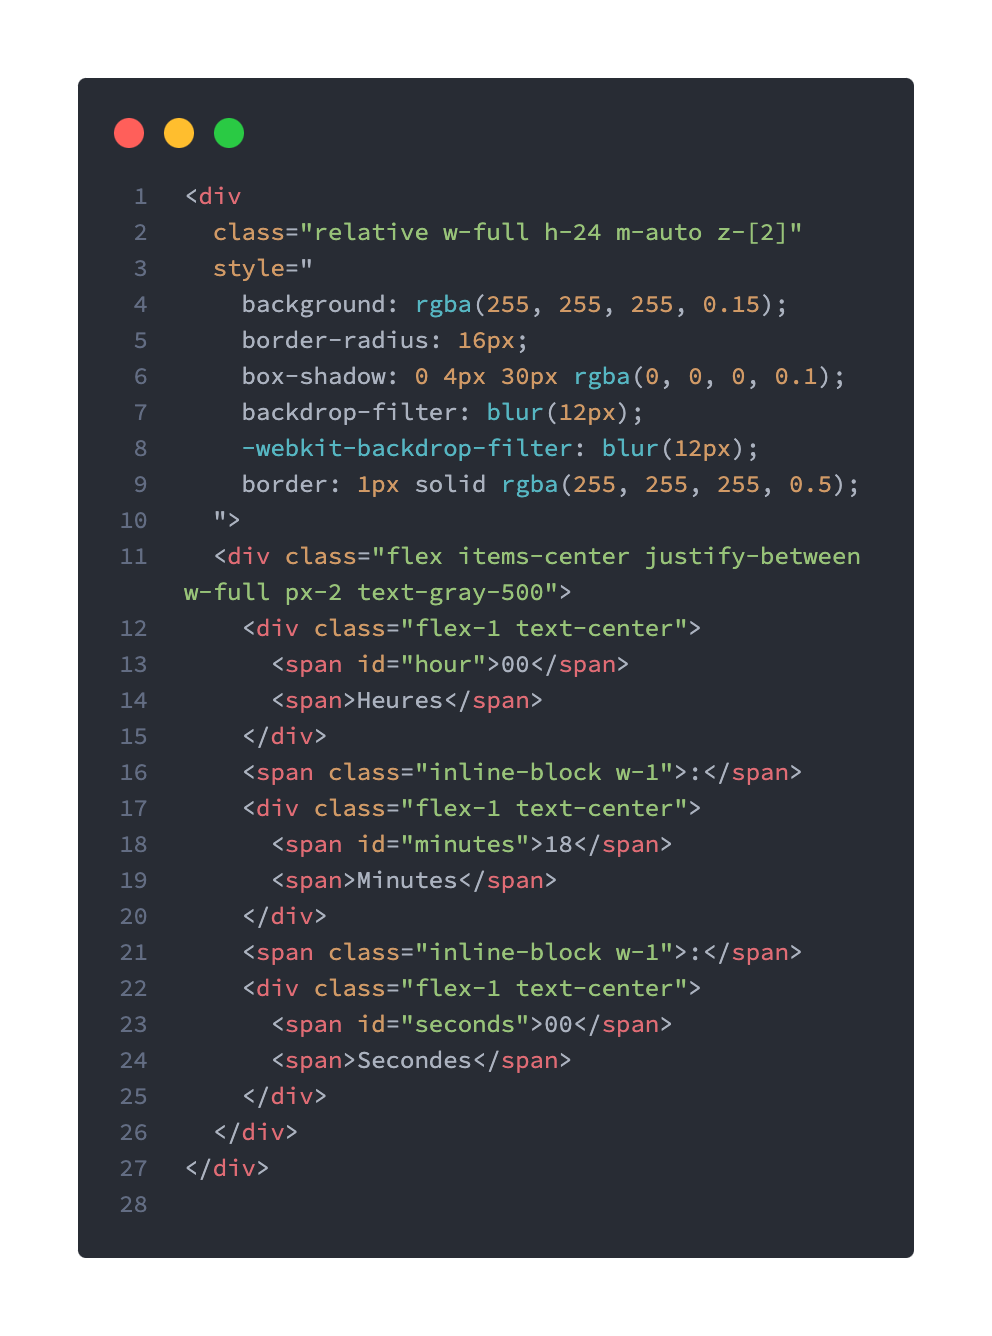 1 <div
2   class="relative w-full h-24 m-auto z-[2]"
3   style="
4     background: rgba(255, 255, 255, 0.15);
5     border-radius: 16px;
6     box-shadow: 0 4px 30px rgba(0, 0, 0, 0.1);
7     backdrop-filter: blur(12px);
8     -webkit-backdrop-filter: blur(12px);
9     border: 1px solid rgba(255, 255, 255, 0.5);
10   ">
11   <div class="flex items-center justify-between
w-full px-2 text-gray-500">
12     <div class="flex-1 text-center">
13       <span id="hour">00</span>
14       <span>Heures</span>
15     </div>
16     <span class="inline-block w-1">:</span>
17     <div class="flex-1 text-center">
18       <span id="minutes">18</span>
19       <span>Minutes</span>
20     </div>
21     <span class="inline-block w-1">:</span>
22     <div class="flex-1 text-center">
23       <span id="seconds">00</span>
24       <span>Secondes</span>
25     </div>
26   </div>
27 </div>
28